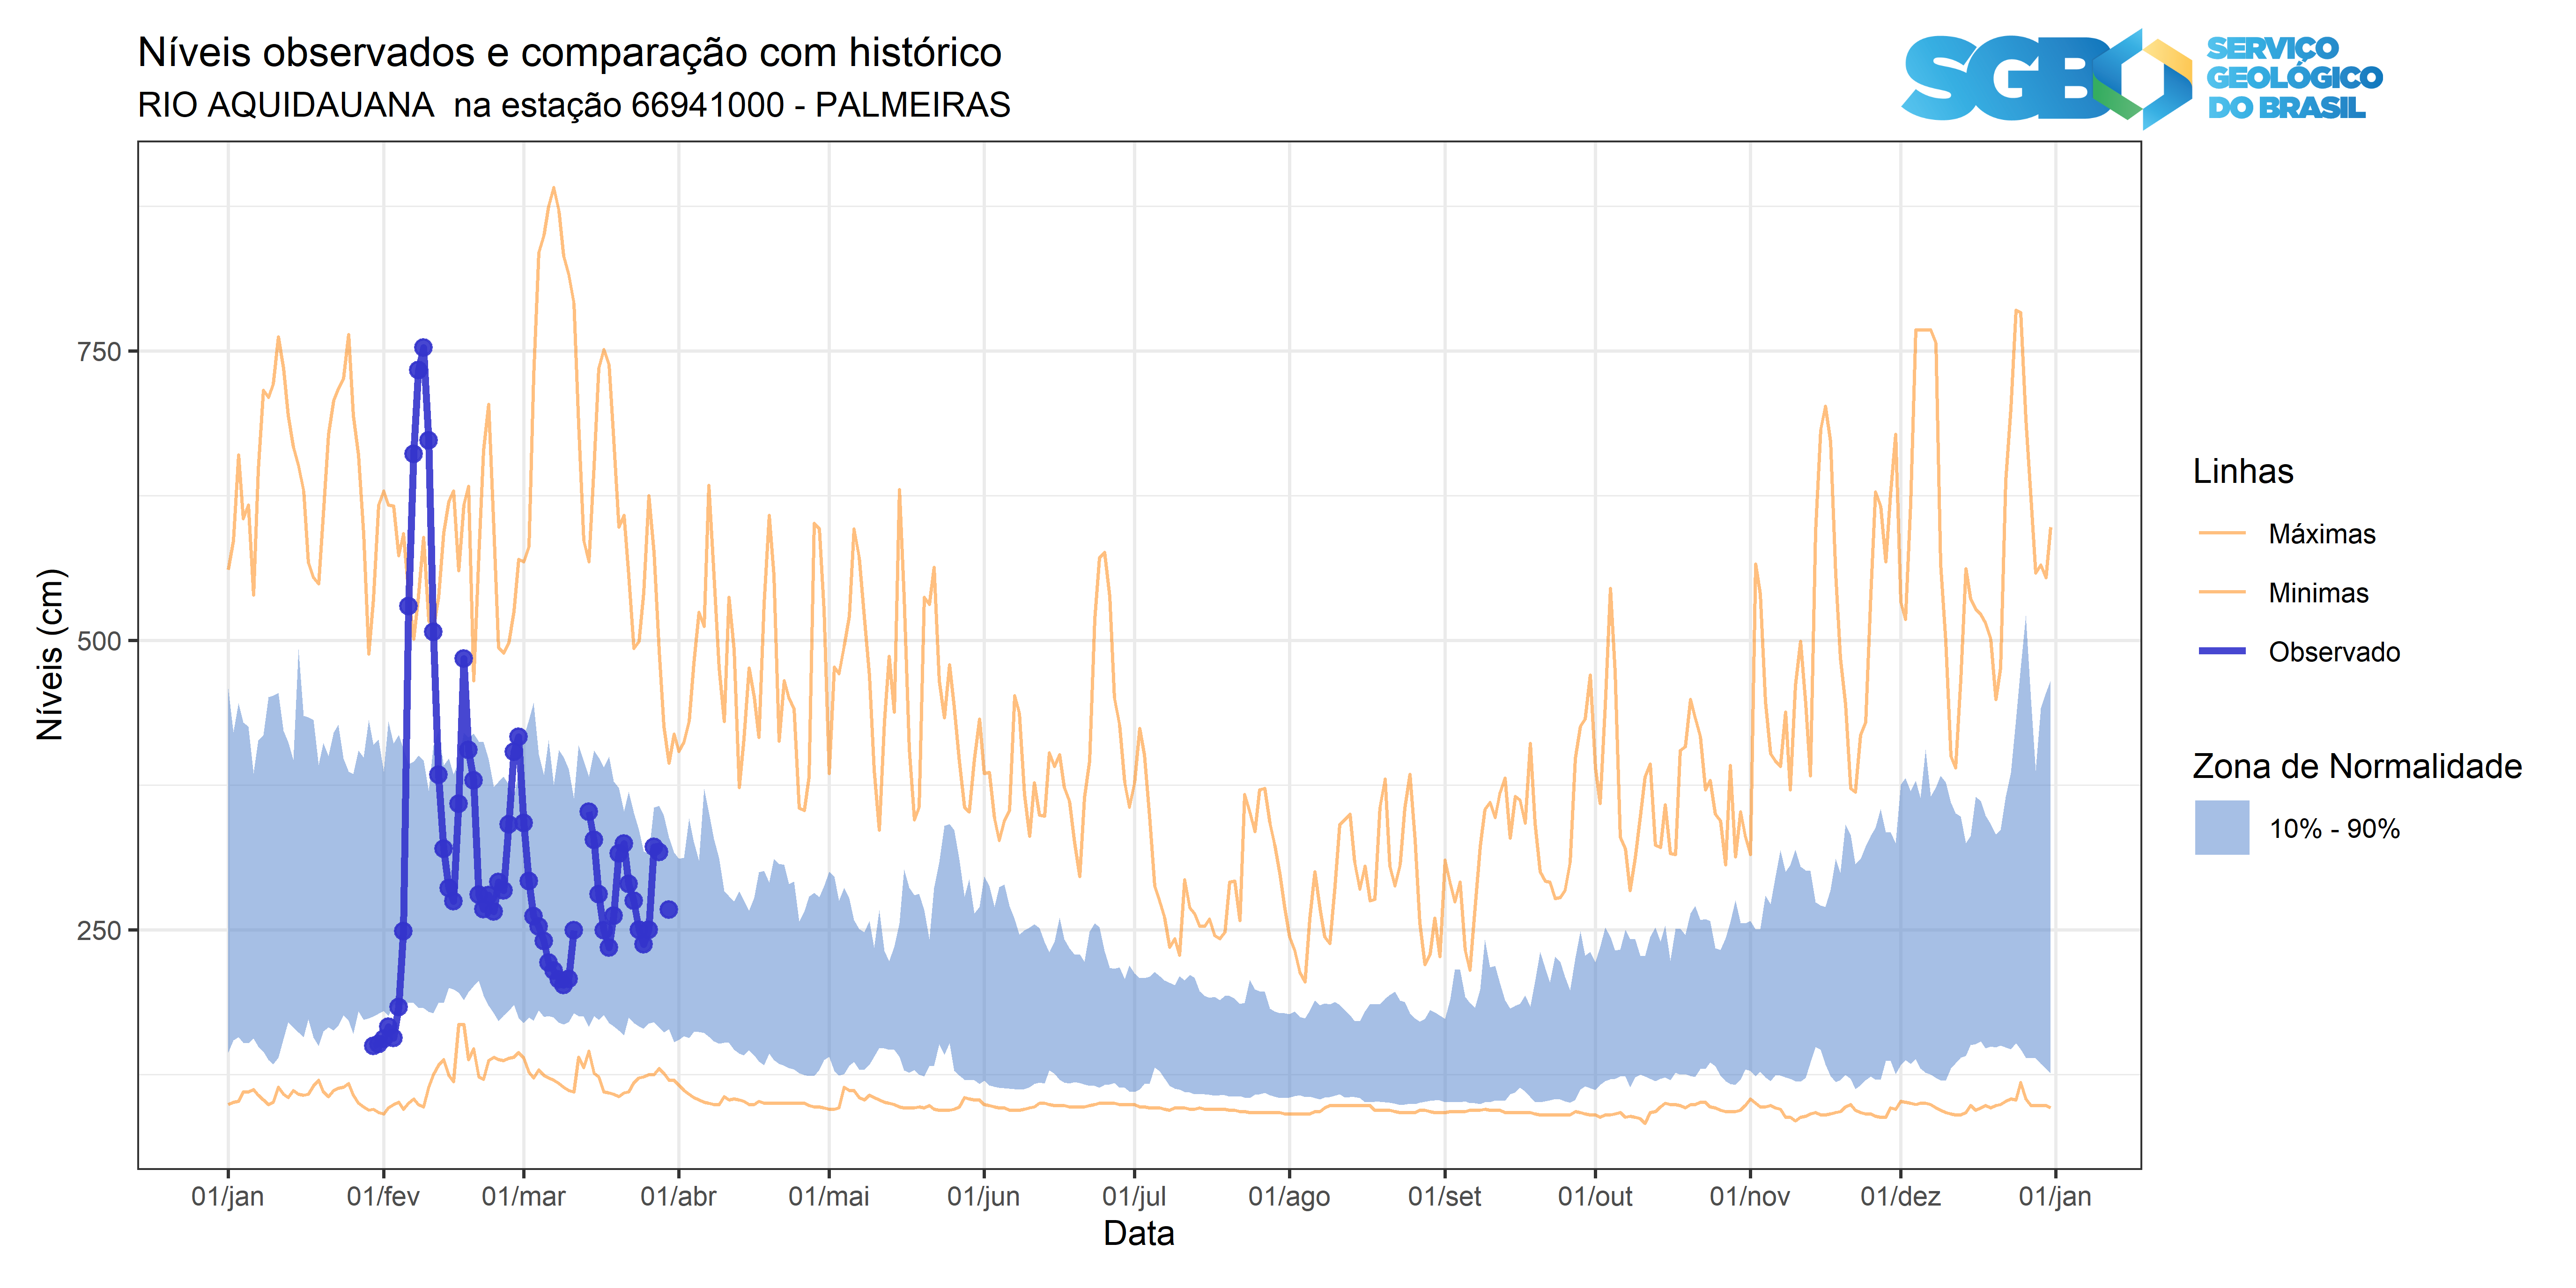 Níveis observados e comparação com histórico
RIO AQUIDAUANA  na estação 66941000 - PALMEIRAS
SGB
SERVIÇO
GEOLÓGICO
DO BRASIL
Níveis (cm)
750
500
250
01/jan
01/fev
01/mar
01/abr
01/mai
01/jun
01/jul
01/ago
01/set
01/out
01/nov
01/dez
01/jan
Data
Linhas
Máximas
Minimas
Observado
Zona de Normalidade
10% - 90%